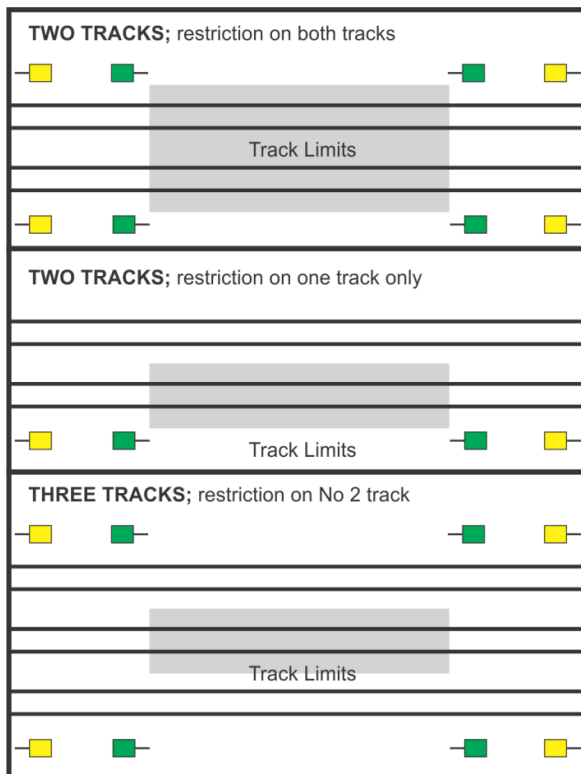 TWO TRACKS; restriction on both tracks
Track Limits
TWO TRACKS; restriction on one track only
Track Limits
THREE TRACKS; restriction on No 2 track
Track Limits